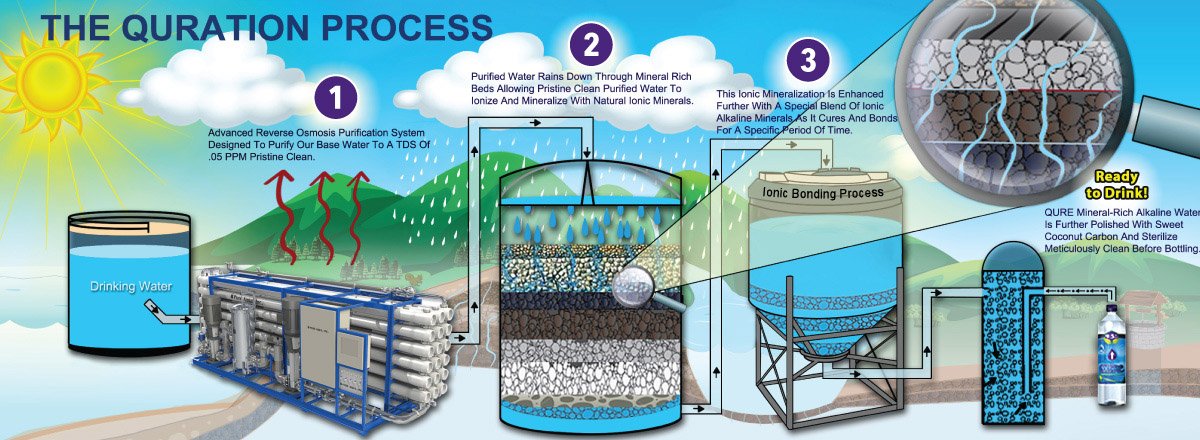 THE QURATION PROCESS
1
Advanced Reverse Osmosis Purification System
Designed To Purify Our Base Water To A TDS Of
.05 PPM Pristine Clean.
2
Purified Water Rains Down Through Mineral Rich
Beds Allowing Pristine Clean Purified Water To
Ionize And Mineralize With Natural Ionic Minerals.
3
This Ionic Mineralization Is Enhanced
Further With A Special Blend Of Ionic
Alkaline Minerals As It Cures And Bonds
For A Specific Period Of Time.
Drinking Water
Ionic Bonding Process
Ready
to Drink!
QURE Mineral-Rich Alkaline Water
Is Further Polished With Sweet
Coconut Carbon And Sterilize
Meticulously Clean Before Bottling.